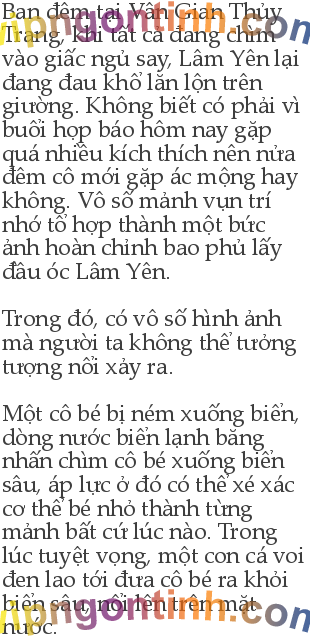 Ban đêm tại Vân Gian Thủy
Trang, khi tất cả đang chìm
vào giấc ngủ say, Lâm Yên lại
đang đau khổ lăn lộn trên
giường. Không biết có phải vì
buổi họp báo hôm nay gặp
quá nhiều kích thích nên nửa
đêm cô mới gặp ác mộng hay
không. Vô số mảnh vụn trí
nhớ tổ hợp thành một bức
ảnh hoàn chỉnh bao phủ lấy
đầu óc Lâm Yên.
Trong đó, có vô số hình ảnh
mà người ta không thể tưởng
tượng nổi xảy ra.
Một cô bé bị ném xuống biển,
dòng nước biển lạnh băng
nhấn chìm cô bé xuống biển
sâu, áp lực ở đó có thể xé xác
cơ thể bé nhỏ thành từng
mảnh bất cứ lúc nào. Trong
lúc tuyệt vọng, một con cá voi
đen lao tới đưa cô bé ra khỏi
biển sâu, nổi lên trên mặt
nước.